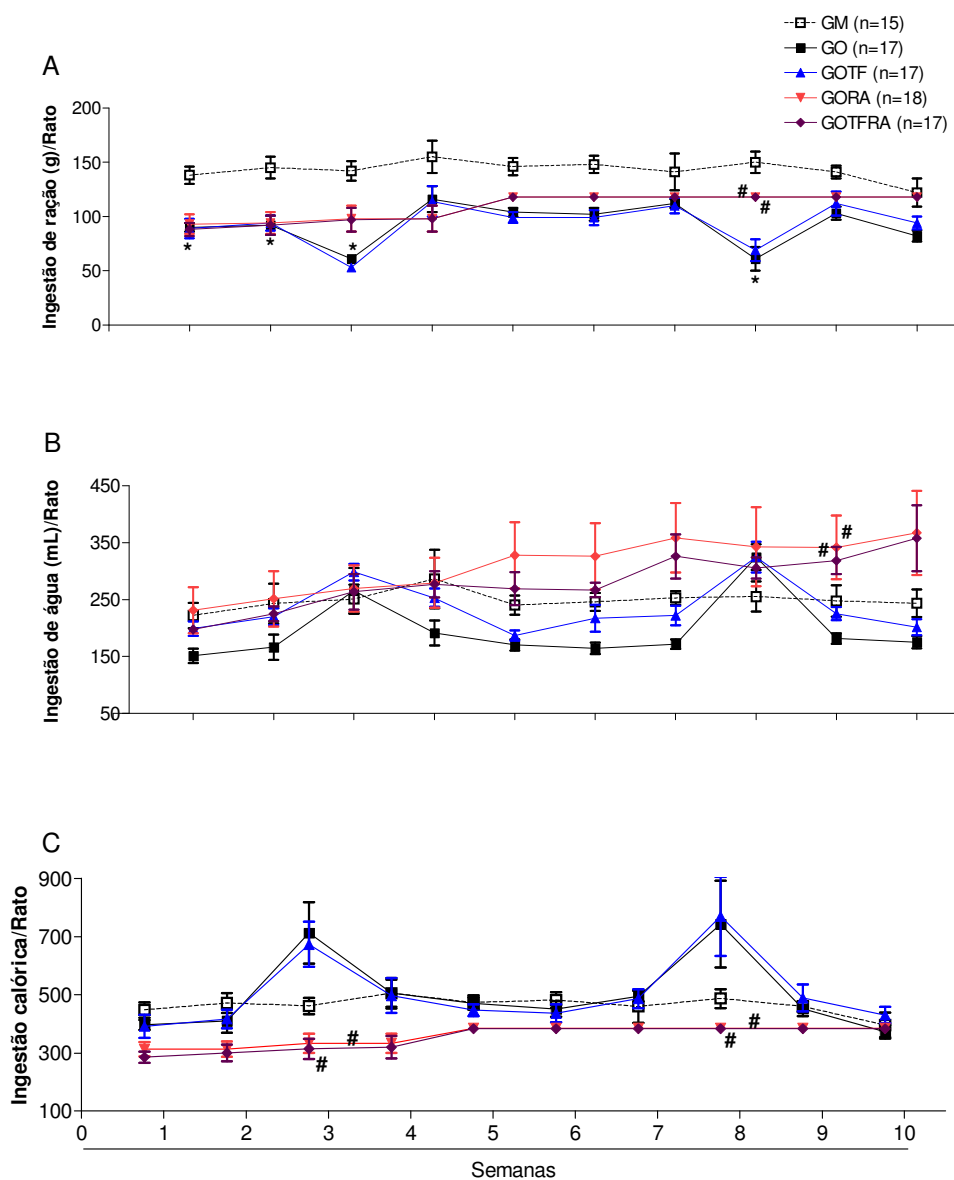 GM (n=15)
GO (n=17)
GOTF (n=17)
GORA (n=18)
GOTFRA (n=17)
A
Ingestão de ração (g)/Rato
200
150
100
50
0
*
*
*
*
#
#
B
Ingestão de água (mL)/Rato
450
350
250
150
50
#
#
C
Ingestão calórica/Rato
900
700
500
300
100
#
#
#
#
0 1 2 3 4 5 6 7 8 9 10
Semanas